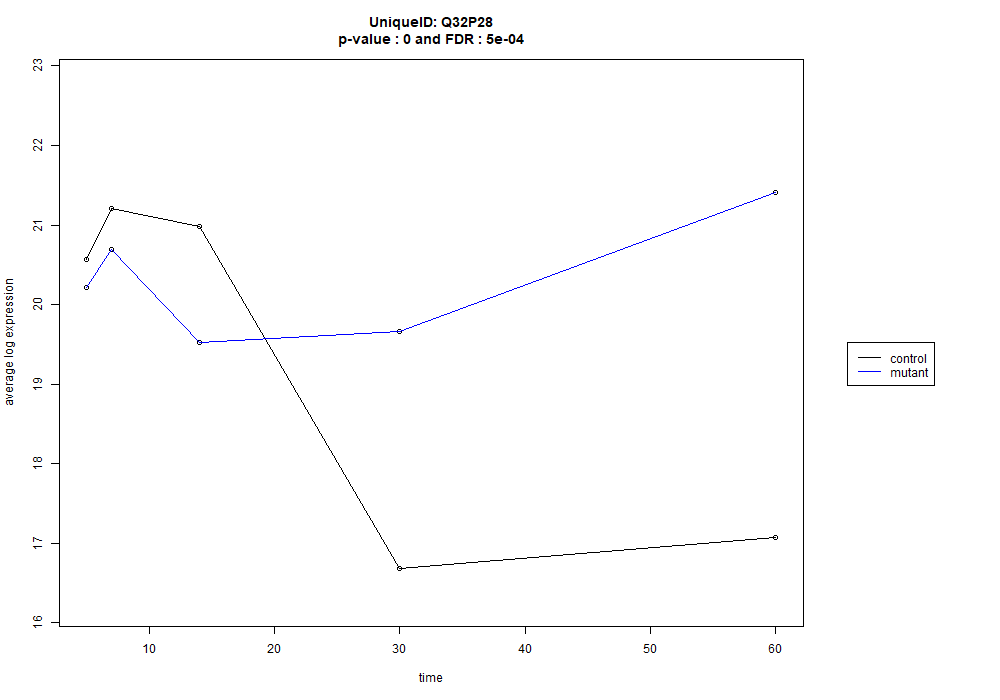 UniqueID: Q32P28
p-value : 0 and FDR : 5e-04
23
22
21
20
19
18
17
16
average log expression
10
20
30
40
50
60
time
control
mutant